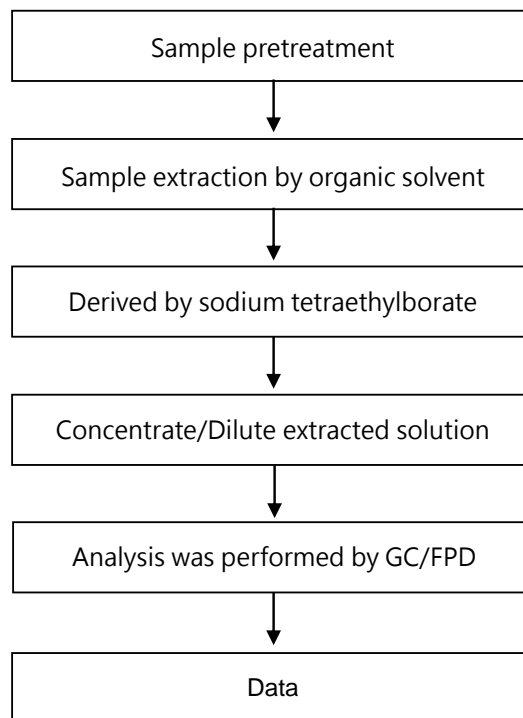 Sample pretreatment
Sample extraction by organic solvent
Derived by sodium tetraethylborate
Concentrate/Dilute extracted solution
Analysis was performed by GC/FPD
Data